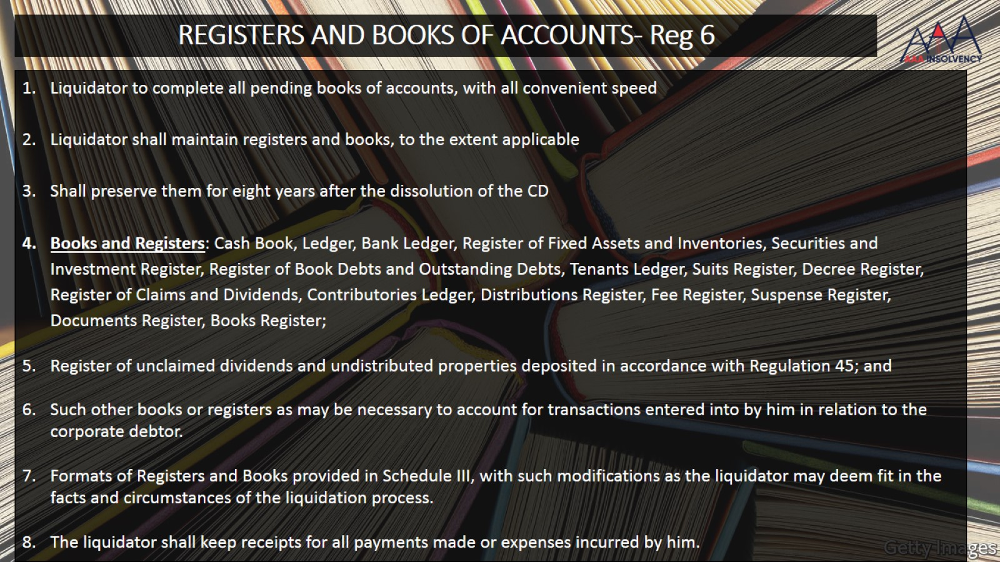 REGISTERS AND BOOKS OF ACCOUNTS- Reg 6
AAA INSOLVENCY
1. Liquidator to complete all pending books of accounts, with all convenient speed
2. Liquidator shall maintain registers and books, to the extent applicable
3. Shall preserve them for eight years after the dissolution of the CD
4. Books and Registers: Cash Book, Ledger, Bank Ledger, Register of Fixed Assets and Inventories, Securities and
Investment Register, Register of Book Debts and Outstanding Debts, Tenants Ledger, Suits Register, Decree Register,
Register of Claims and Dividends, Contributories Ledger, Distributions Register, Fee Register, Suspense Register,
Documents Register, Books Register;
5. Register of unclaimed dividends and undistributed properties deposited in accordance with Regulation 45; and
6. Such other books or registers as may be necessary to account for transactions entered into by him in relation to the
corporate debtor.
7. Formats of Registers and Books provided in Schedule III, with such modifications as the liquidator may deem fit in the
facts and circumstances of the liquidation process.
8. The liquidator shall keep receipts for all payments made or expenses incurred by him.
Getty Images